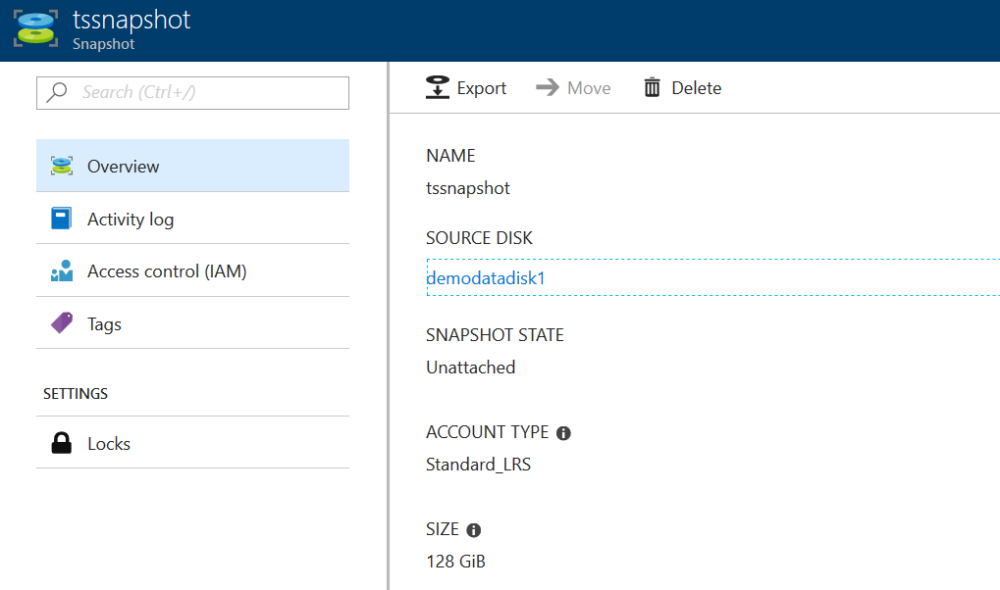 tssnapshot
Snapshot
Search (Ctrl+/)
Overview
Activity log
Access control (IAM)
Tags
SETTINGS
Locks
Export Move Delete
NAME
tssnapshot
SOURCE DISK
demodatadisk1
SNAPSHOT STATE
Unattached
ACCOUNT TYPE
Standard_LRS
SIZE
128 GiB